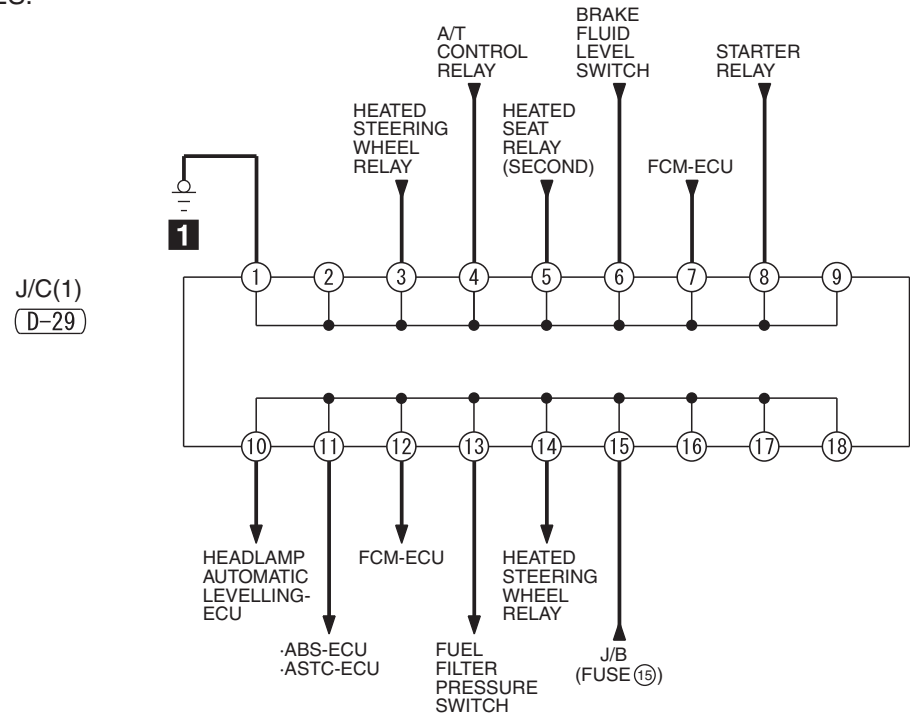 ES:
BRAKE
FLUID
LEVEL
SWITCH
A/T
CONTROL
RELAY
STARTER
RELAY
HEATED
STEERING
WHEEL
RELAY
HEATED
SEAT
RELAY
(SECOND)
FCM-ECU
1
J/C(1)
D-29
1 2 3 4 5 6 7 8 9
10 11 12 13 14 15 16 17 18
HEADLAMP
AUTOMATIC
LEVELLING-
ECU
·ABS-ECU
·ASTC-ECU
FCM-ECU
FUEL
FILTER
PRESSURE
SWITCH
HEATED
STEERING
WHEEL
RELAY
J/B
(FUSE 15)